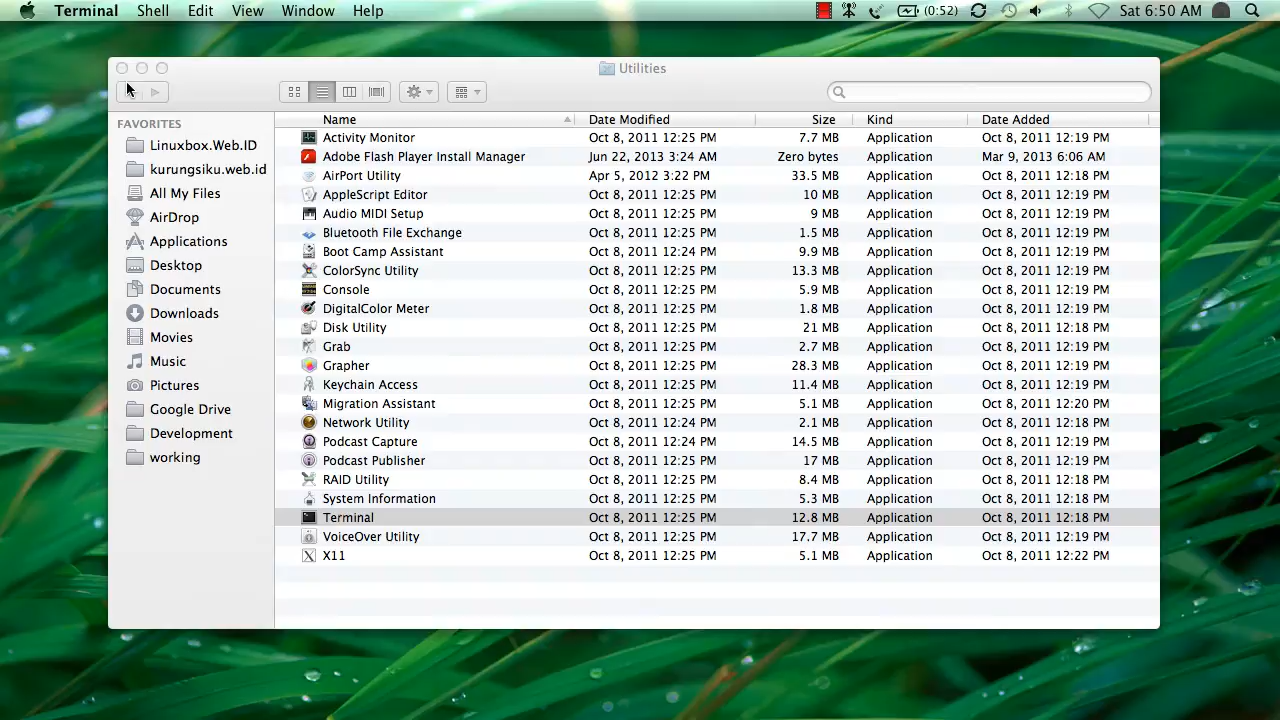 Terminal Shell Edit View Window Help (0:52) Sat 6:50 AM
Utilities
FAVORITES
Linuxbox.Web.ID
kurungsiku.web.id
All My Files
AirDrop
Applications
Desktop
Documents
Downloads
Movies
Music
Pictures
Google Drive
Development
working
Name Date Modified Size Kind Date Added
Activity Monitor Oct 8, 2011 12:25 PM 7.7 MB Application Oct 8, 2011 12:19 PM
Adobe Flash Player Install Manager Jun 22, 2013 3:24 AM Zero bytes Application Mar 9, 2013 6:06 AM
AirPort Utility Apr 5, 2012 3:22 PM 33.5 MB Application Oct 8, 2011 12:18 PM
AppleScript Editor Oct 8, 2011 12:25 PM 10 MB Application Oct 8, 2011 12:19 PM
Audio MIDI Setup Oct 8, 2011 12:25 PM 9 MB Application Oct 8, 2011 12:19 PM
Bluetooth File Exchange Oct 8, 2011 12:25 PM 1.5 MB Application Oct 8, 2011 12:19 PM
Boot Camp Assistant Oct 8, 2011 12:24 PM 9.9 MB Application Oct 8, 2011 12:19 PM
ColorSync Utility Oct 8, 2011 12:25 PM 13.3 MB Application Oct 8, 2011 12:19 PM
Console Oct 8, 2011 12:25 PM 5.9 MB Application Oct 8, 2011 12:19 PM
DigitalColor Meter Oct 8, 2011 12:25 PM 1.8 MB Application Oct 8, 2011 12:19 PM
Disk Utility Oct 8, 2011 12:25 PM 21 MB Application Oct 8, 2011 12:18 PM
Grab Oct 8, 2011 12:25 PM 2.7 MB Application Oct 8, 2011 12:19 PM
Grapher Oct 8, 2011 12:25 PM 28.3 MB Application Oct 8, 2011 12:19 PM
Keychain Access Oct 8, 2011 12:25 PM 11.4 MB Application Oct 8, 2011 12:19 PM
Migration Assistant Oct 8, 2011 12:25 PM 5.1 MB Application Oct 8, 2011 12:20 PM
Network Utility Oct 8, 2011 12:24 PM 2.1 MB Application Oct 8, 2011 12:18 PM
Podcast Capture Oct 8, 2011 12:24 PM 14.5 MB Application Oct 8, 2011 12:19 PM
Podcast Publisher Oct 8, 2011 12:25 PM 17 MB Application Oct 8, 2011 12:19 PM
RAID Utility Oct 8, 2011 12:25 PM 8.4 MB Application Oct 8, 2011 12:18 PM
System Information Oct 8, 2011 12:25 PM 5.3 MB Application Oct 8, 2011 12:18 PM
Terminal Oct 8, 2011 12:25 PM 12.8 MB Application Oct 8, 2011 12:18 PM
VoiceOver Utility Oct 8, 2011 12:25 PM 17.7 MB Application Oct 8, 2011 12:19 PM
X11 Oct 8, 2011 12:25 PM 5.1 MB Application Oct 8, 2011 12:22 PM